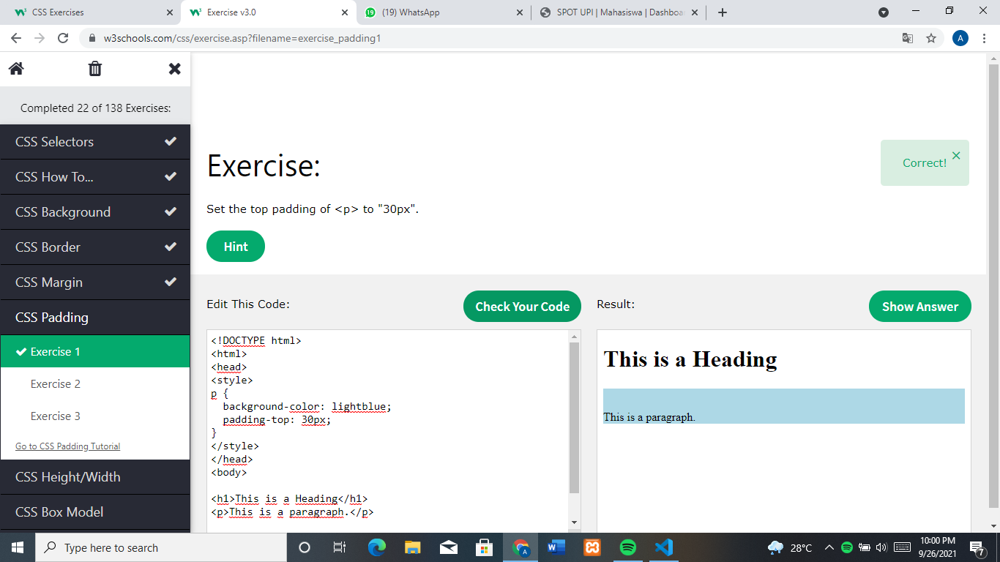 CSS Exercises
Exercise v3.0
(19) WhatsApp
SPOT UPI | Mahasiswa | Dashboa
w3schools.com/css/exercise.asp?filename=exercise_padding1
A
Completed 22 of 138 Exercises:
CSS Selectors
CSS How To...
CSS Background
CSS Border
CSS Margin
CSS Padding
Exercise 1
Exercise 2
Exercise 3
Go to CSS Padding Tutorial
CSS Height/Width
CSS Box Model
Exercise:
Correct!
Set the top padding of <p> to "30px".
Hint
Edit This Code:
Check Your Code
Result:
Show Answer
<!DOCTYPE html>
<html>
<head>
<style>
p {
  background-color: lightblue;
  padding-top: 30px;
}
</style>
</head>
<body>
<h1>This is a Heading</h1>
<p>This is a paragraph.</p>
This is a Heading
This is a paragraph.
Type here to search
28°C
10:00 PM
9/26/2021
7